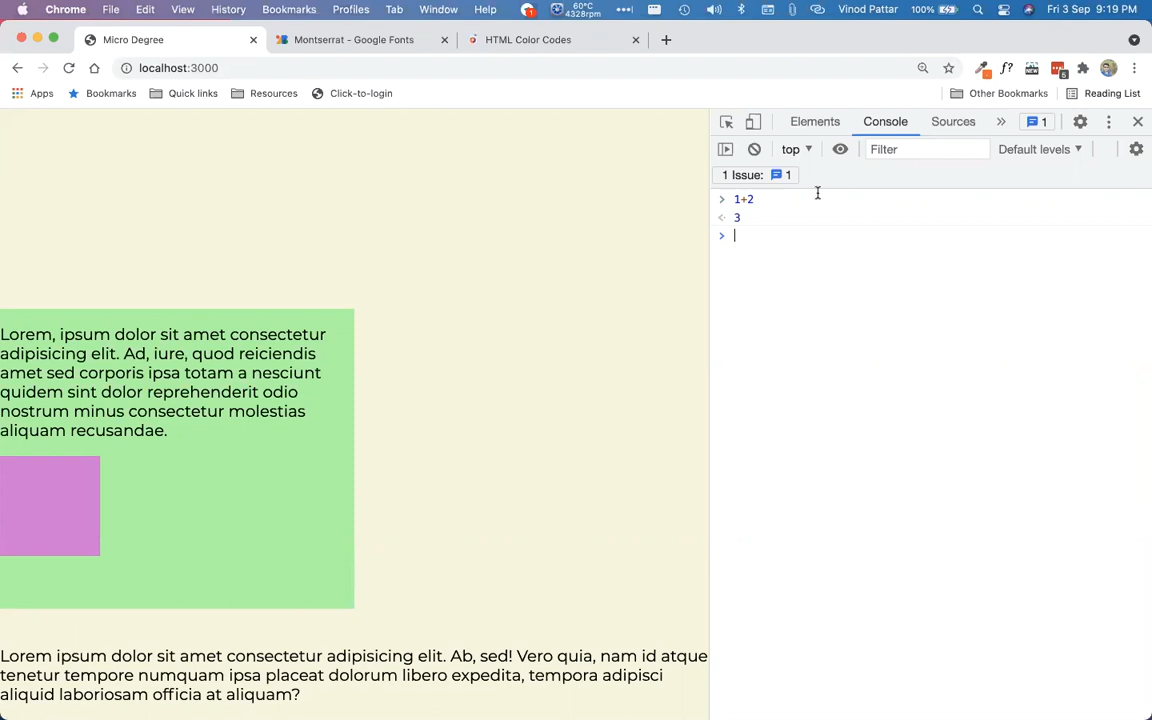 Chrome File Edit View History Bookmarks Profiles Tab Window Help 1 60°C 4328rpm Vinod Pattar 100% Fri 3 Sep 9:19 PM
Micro Degree Montserrat - Google Fonts HTML Color Codes
localhost:3000 f? NEW 5
Apps Bookmarks Quick links Resources Click-to-login Other Bookmarks Reading List
Elements Console Sources 1
top Filter Default levels
1 Issue: 1
1+2
3
Lorem, ipsum dolor sit amet consectetur
adipisicing elit. Ad, iure, quod reiciendis
amet sed corporis ipsa totam a nesciunt
quidem sint dolor reprehenderit odio
nostrum minus consectetur molestias
aliquam recusandae.
Lorem ipsum dolor sit amet consectetur adipisicing elit. Ab, sed! Vero quia, nam id atque
tenetur tempore numquam ipsa placeat dolorum libero expedita, tempora adipisci
aliquid laboriosam officia at aliquam?